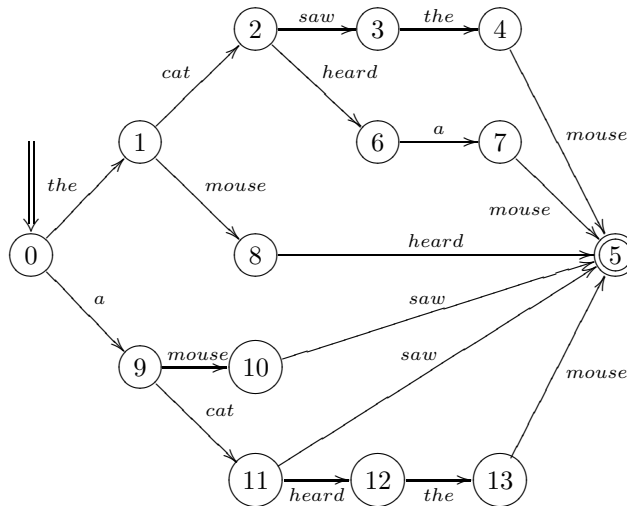 2 saw 3 the 4
cat heard
1 6 a 7 mouse
the mouse mouse
0 8 heard 5
a saw
9 mouse 10 saw
cat mouse
11 heard 12 the 13